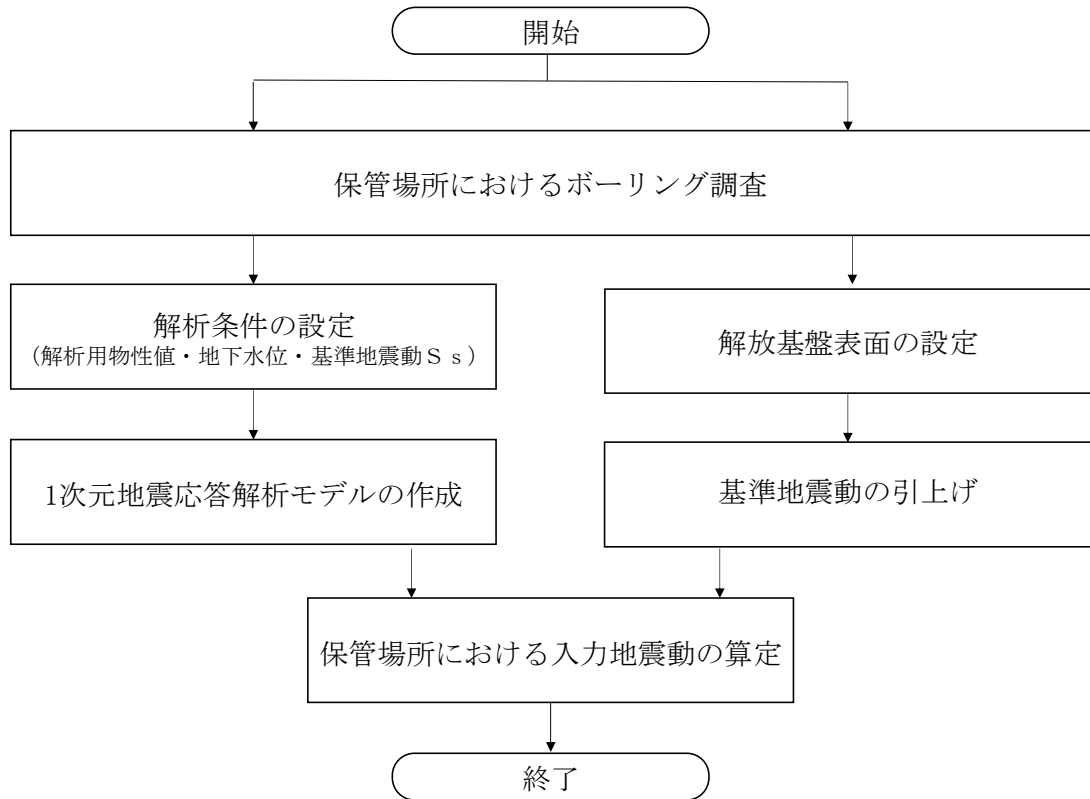 開始
保管場所におけるボーリング調査
解析条件の設定
（解析用物性値・地下水位・基準地震動Ｓｓ）
解放基盤表面の設定
1次元地震応答解析モデルの作成
基準地震動の引上げ
保管場所における入力地震動の算定
終了